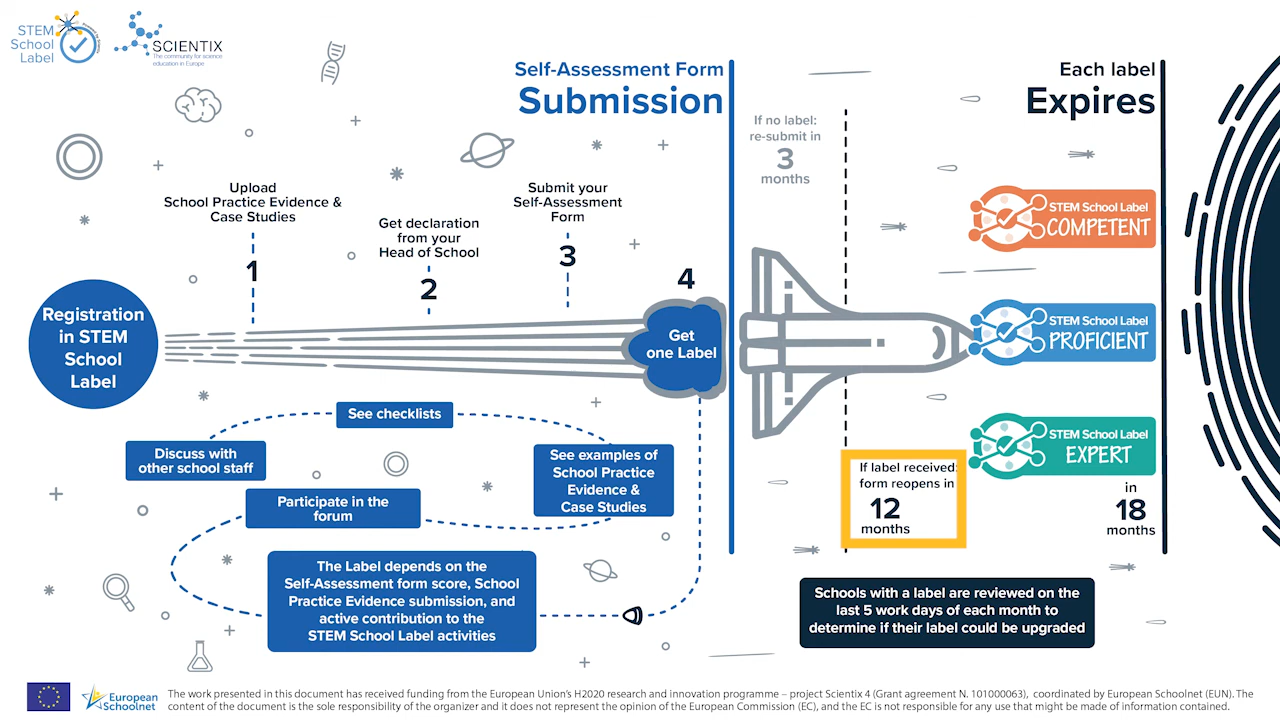 STEM
School
Label
SCIENTIX
The community for science
education in Europe
Self-Assessment Form
Submission
Each label
Expires
If no label:
re-submit in
3
months
Upload
School Practice Evidence &
Case Studies
1
Get declaration
from your
Head of School
2
Submit your
Self-Assessment
Form
3
4
Registration
in STEM
School
Label
Get
one Label
STEM School Label
COMPETENT
STEM School Label
PROFICIENT
STEM School Label
EXPERT
in
18
months
See checklists
Discuss with
other school staff
See examples of
School Practice
Evidence &
Case Studies
Participate in the
forum
The Label depends on the
Self-Assessment form score, School
Practice Evidence submission, and
active contribution to the
STEM School Label activities
If label received:
form reopens in
12
months
Schools with a label are reviewed on the
last 5 work days of each month to
determine if their label could be upgraded
European
Schoolnet
The work presented in this document has received funding from the European Union's H2020 research and innovation programme – project Scientix 4 (Grant agreement N. 101000063), coordinated by European Schoolnet (EUN). The
content of the document is the sole responsibility of the organizer and it does not represent the opinion of the European Commission (EC), and the EC is not responsible for any use that might be made of information contained.